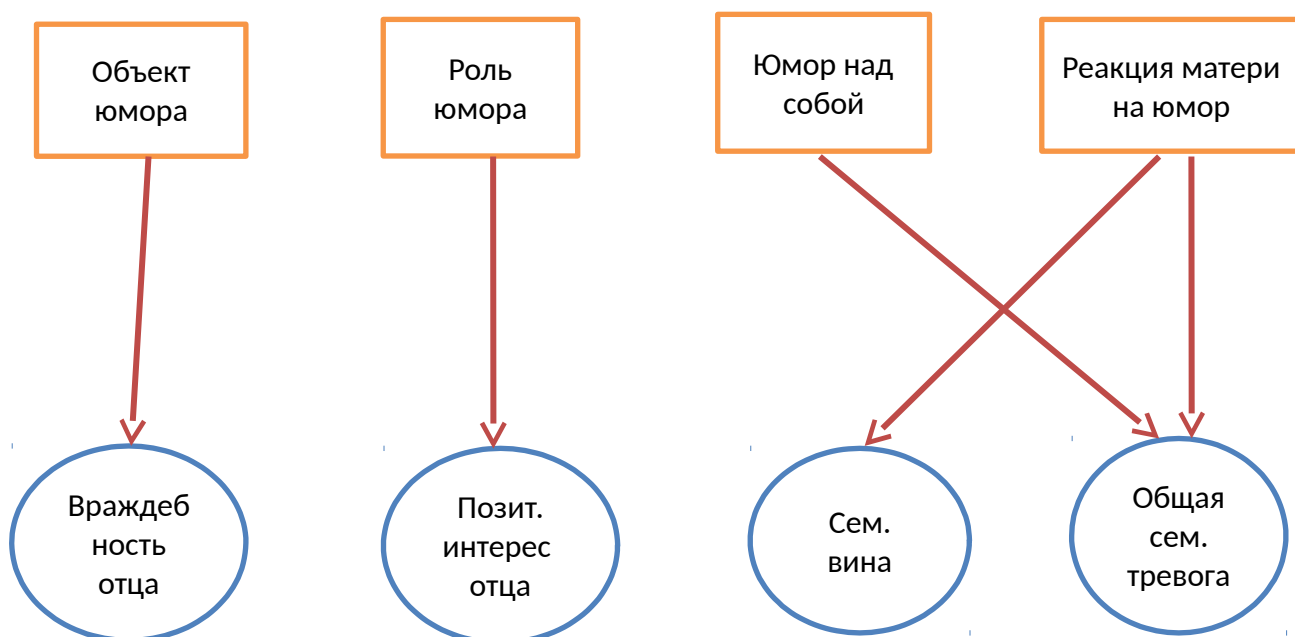 Объект
юмора
Роль
юмора
Юмор над
собой
Реакция матери
на юмор
Враждеб
ность
отца
Позит.
интерес
отца
Сем.
вина
Общая
сем.
тревога